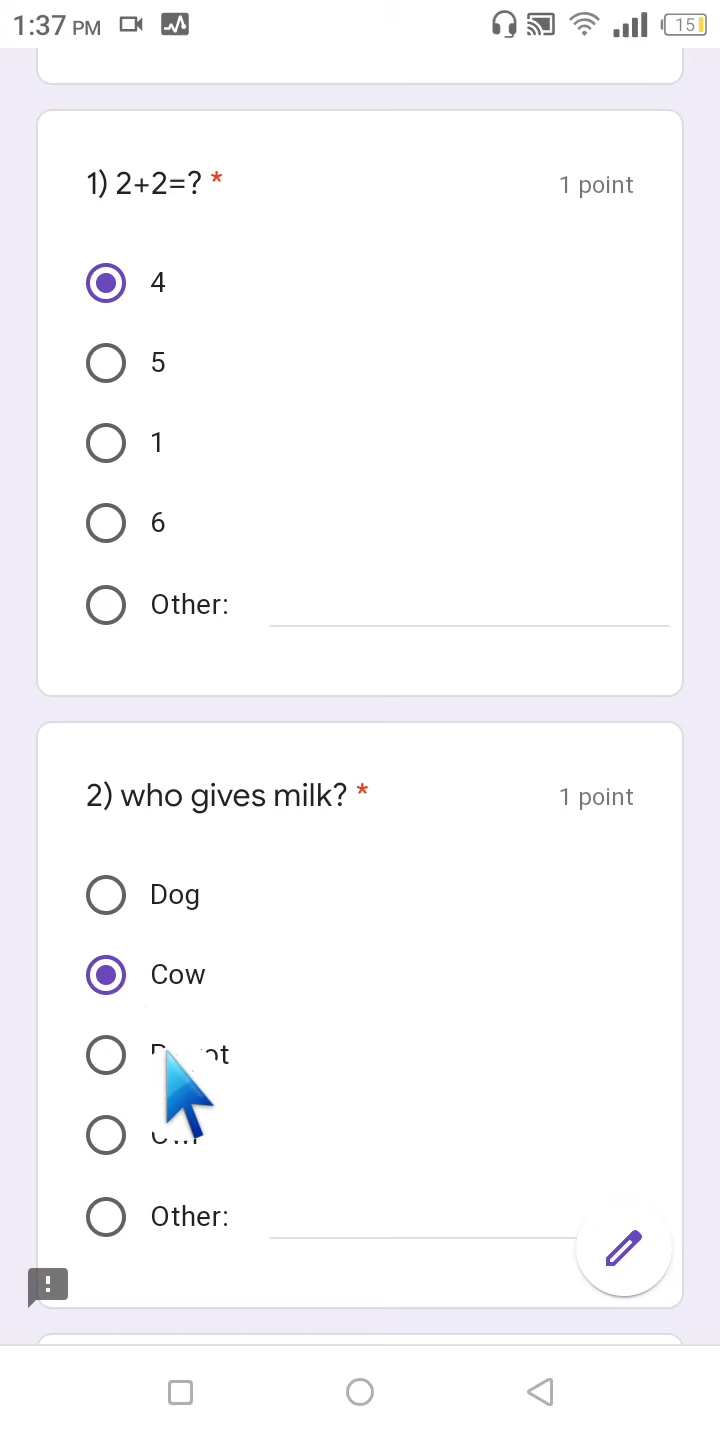 1:37 PM
15
1) 2+2=? *
1 point
4
5
1
6
Other:
2) who gives milk? *
1 point
Dog
Cow
Other: